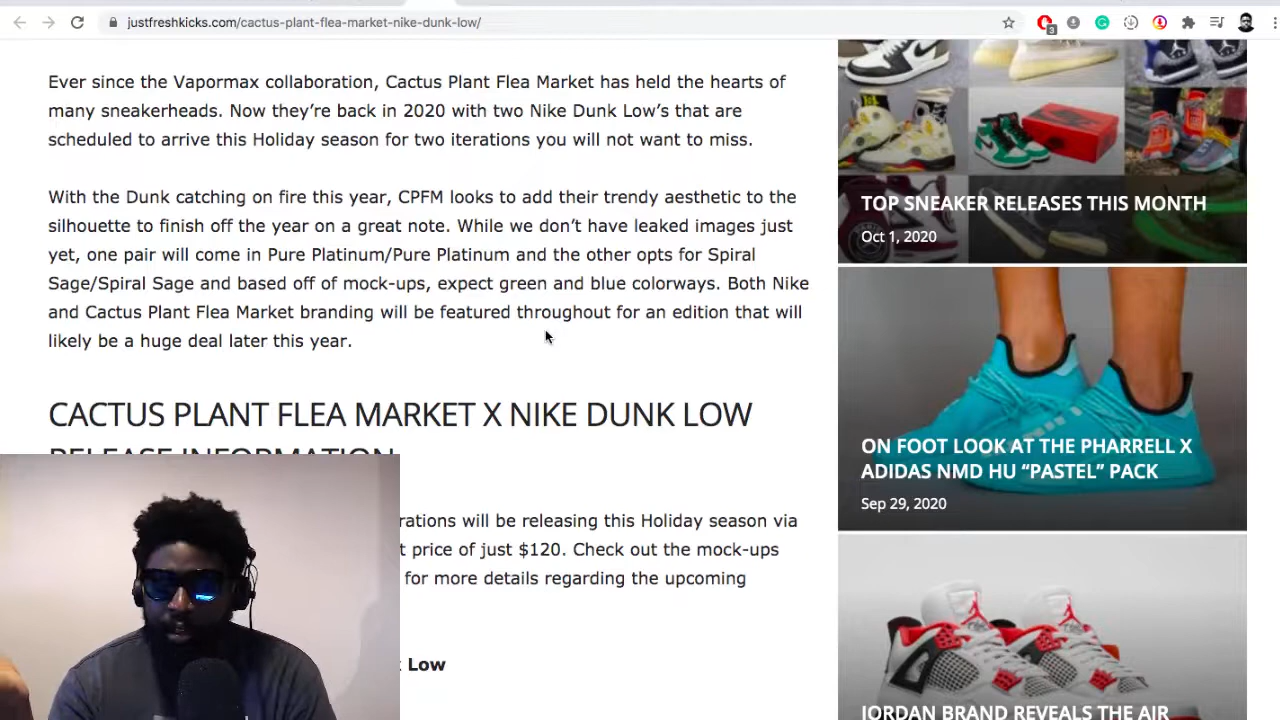 justfreshkicks.com/cactus-plant-flea-market-nike-dunk-low/
3
Ever since the Vapormax collaboration, Cactus Plant Flea Market has held the hearts of
many sneakerheads. Now they’re back in 2020 with two Nike Dunk Low’s that are
scheduled to arrive this Holiday season for two iterations you will not want to miss.
With the Dunk catching on fire this year, CPFM looks to add their trendy aesthetic to the
silhouette to finish off the year on a great note. While we don’t have leaked images just
yet, one pair will come in Pure Platinum/Pure Platinum and the other opts for Spiral
Sage/Spiral Sage and based off of mock-ups, expect green and blue colorways. Both Nike
and Cactus Plant Flea Market branding will be featured throughout for an edition that will
likely be a huge deal later this year.
CACTUS PLANT FLEA MARKET X NIKE DUNK LOW
RELEASE INFORMATION
rations will be releasing this Holiday season via
t price of just $120. Check out the mock-ups
for more details regarding the upcoming
k Low
TOP SNEAKER RELEASES THIS MONTH
Oct 1, 2020
ON FOOT LOOK AT THE PHARRELL X
ADIDAS NMD HU “PASTEL” PACK
Sep 29, 2020
JORDAN BRAND REVEALS THE AIR